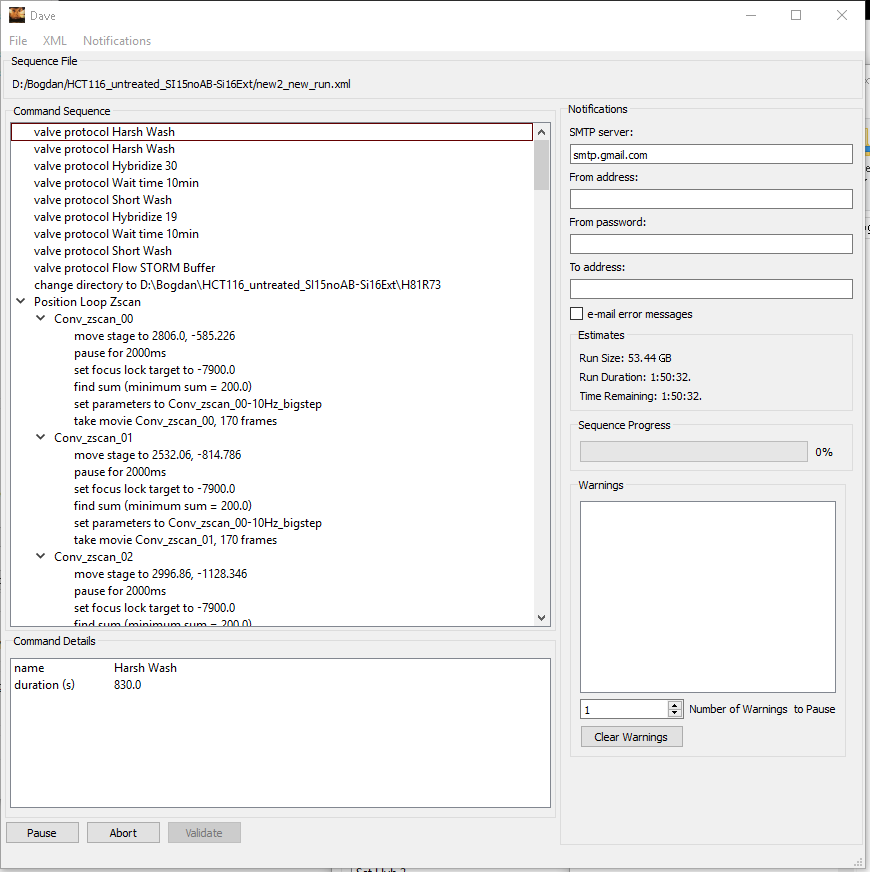 Dave
File XML Notifications
Sequence File
D:/Bogdan/HCT116_untreated_SI15noAB-Si16Ext/new2_new_run.xml
Command Sequence
valve protocol Harsh Wash
valve protocol Harsh Wash
valve protocol Hybridize 30
valve protocol Wait time 10min
valve protocol Short Wash
valve protocol Hybridize 19
valve protocol Wait time 10min
valve protocol Short Wash
valve protocol Flow STORM Buffer
change directory to D:\Bogdan\HCT116_untreated_SI15noAB-Si16Ext\H81R73
Position Loop Zscan
Conv_zscan_00
move stage to 2806.0, -585.226
pause for 2000ms
set focus lock target to -7900.0
find sum (minimum sum = 200.0)
set parameters to Conv_zscan_00-10Hz_bigstep
take movie Conv_zscan_00, 170 frames
Conv_zscan_01
move stage to 2532.06, -814.786
pause for 2000ms
set focus lock target to -7900.0
find sum (minimum sum = 200.0)
set parameters to Conv_zscan_00-10Hz_bigstep
take movie Conv_zscan_01, 170 frames
Conv_zscan_02
move stage to 2996.86, -1128.346
pause for 2000ms
set focus lock target to -7900.0
find sum (minimum sum = 200.0)
Command Details
name Harsh Wash
duration (s) 830.0
Pause Abort Validate
Notifications
SMTP server:
smtp.gmail.com
From address:
From password:
To address:
e-mail error messages
Estimates
Run Size: 53.44 GB
Run Duration: 1:50:32.
Time Remaining: 1:50:32.
Sequence Progress
0%
Warnings
1 Number of Warnings to Pause
Clear Warnings